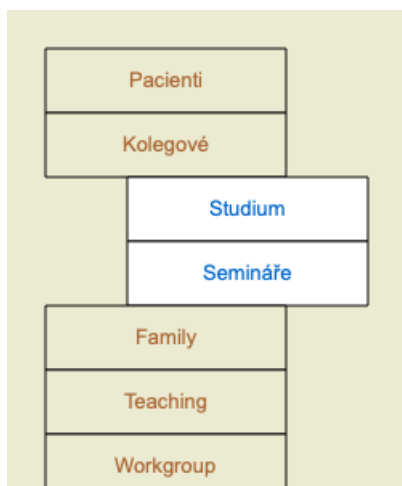 Pacienti
Kolegové
Studium
Semináře
Family
Teaching
Workgroup